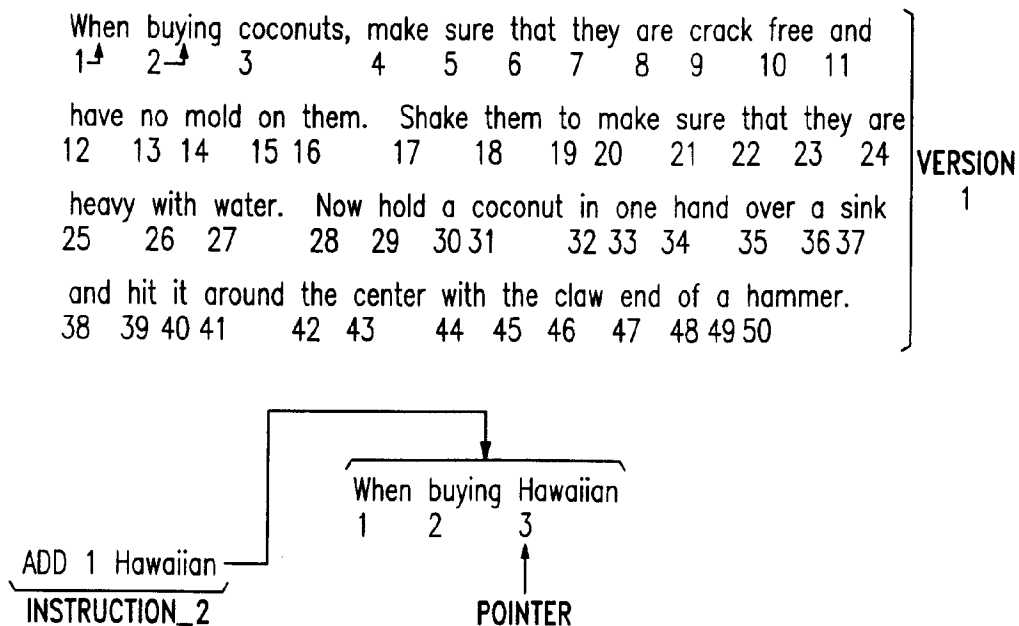 When buying coconuts, make sure that they are crack free and
1 2 3 4 5 6 7 8 9 10 11
have no mold on them. Shake them to make sure that they are
12 13 14 15 16 17 18 19 20 21 22 23 24
VERSION
1
heavy with water. Now hold a coconut in one hand over a sink
25 26 27 28 29 30 31 32 33 34 35 36 37
and hit it around the center with the claw end of a hammer.
38 39 40 41 42 43 44 45 46 47 48 49 50
When buying Hawaiian
1 2 3
ADD 1 Hawaiian
INSTRUCTION_2
POINTER